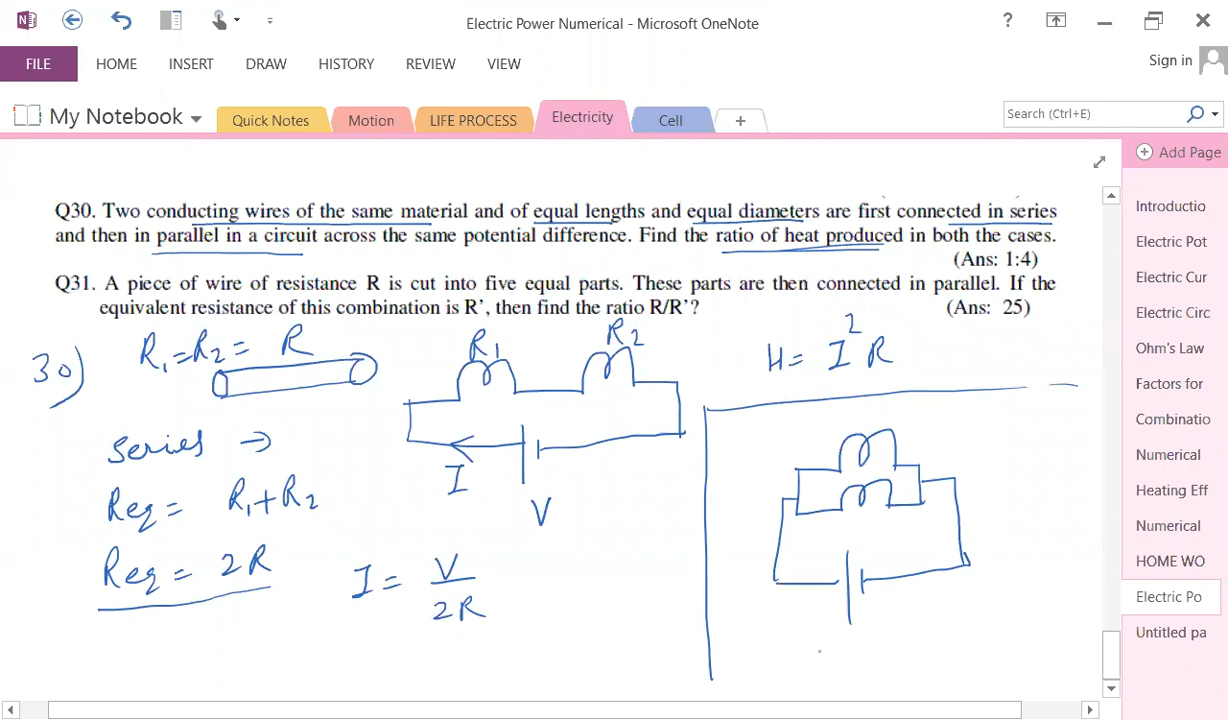 Electric Power Numerical - Microsoft OneNote
?
Sign in
FILE HOME INSERT DRAW HISTORY REVIEW VIEW
My Notebook
Quick Notes
Motion
LIFE PROCESS
Electricity
Cell
+
Search (Ctrl+E)
Add Page
Q30. Two conducting wires of the same material and of equal lengths and equal diameters are first connected in series
and then in parallel in a circuit across the same potential difference. Find the ratio of heat produced in both the cases.
(Ans: 1:4)
Q31. A piece of wire of resistance R is cut into five equal parts. These parts are then connected in parallel. If the
equivalent resistance of this combination is R’, then find the ratio R/R’?
(Ans: 25)
30)
R₁=R₂= R
R₁
R₂
H= I²R
Series →
I
V
Req = R₁+R₂
Req = 2R
I = V/2R
Introductio
Electric Pot
Electric Cur
Electric Circ
Ohm's Law
Factors for
Combinatio
Numerical
Heating Eff
Numerical
HOME WO
Electric Po
Untitled pa